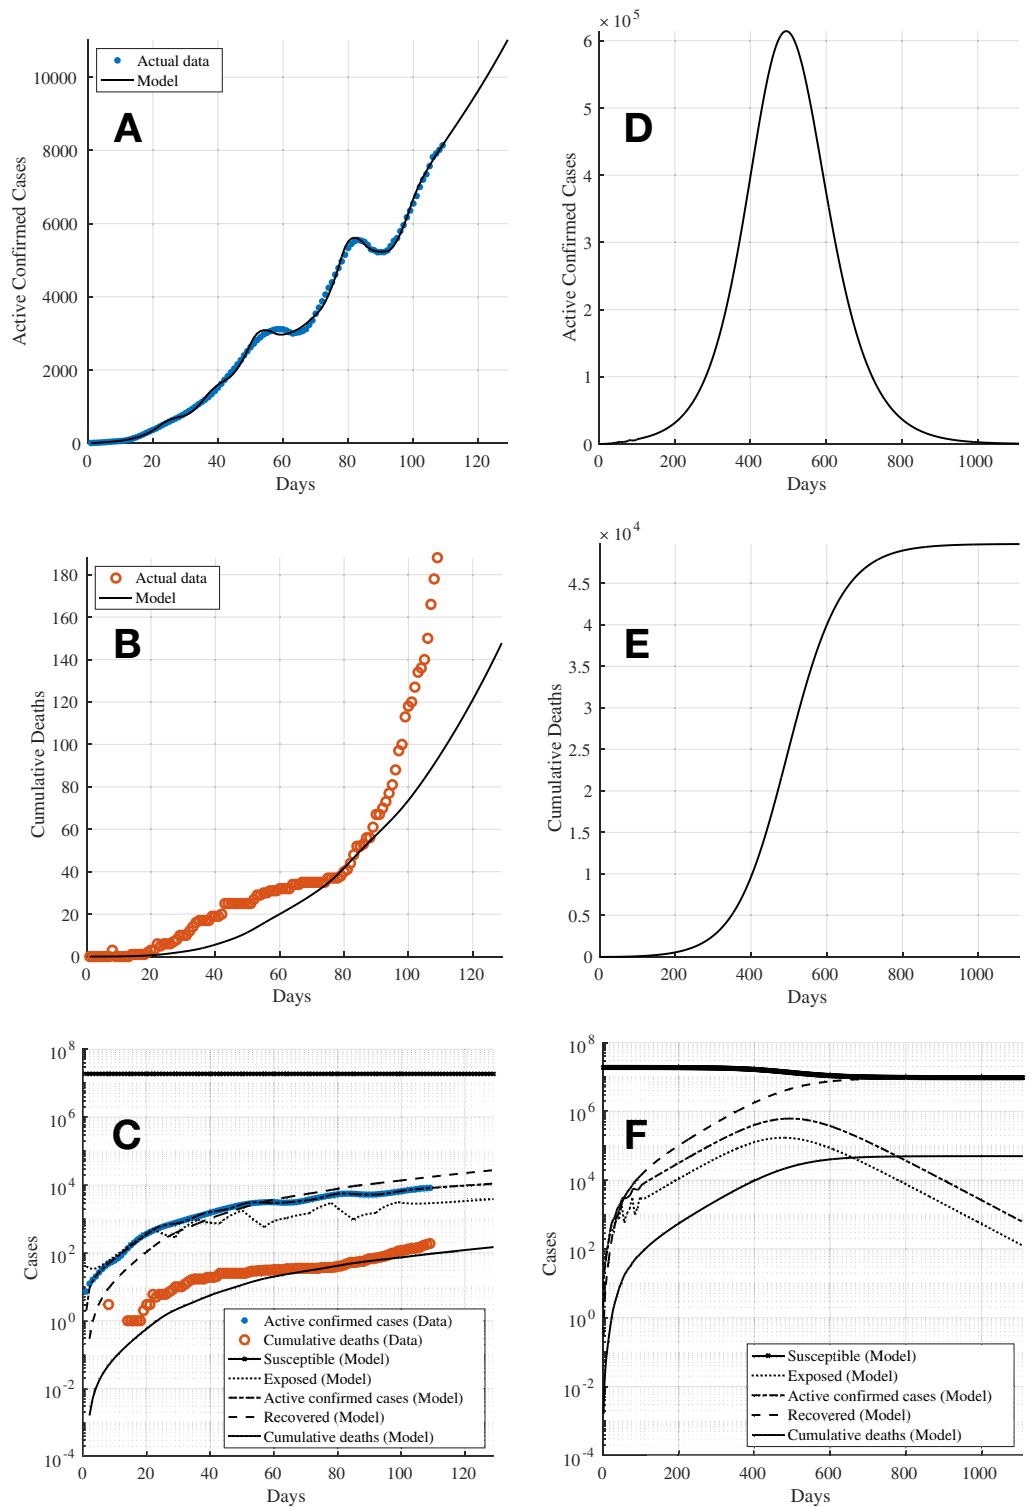 Actual data
Model
A
Active Confirmed Cases
10000
8000
6000
4000
2000
0
0 20 40 60 80 100 120
Days
× 10^5
D
Active Confirmed Cases
6
5
4
3
2
1
0
0 200 400 600 800 1000
Days
Actual data
Model
B
Cumulative Deaths
180
160
140
120
100
80
60
40
20
0
0 20 40 60 80 100 120
Days
× 10^4
E
Cumulative Deaths
4.5
4
3.5
3
2.5
2
1.5
1
0.5
0
0 200 400 600 800 1000
Days
C
Cases
10^8
10^6
10^4
10^2
10^0
10^-2
10^-4
Active confirmed cases (Data)
Cumulative deaths (Data)
Susceptible (Model)
Exposed (Model)
Active confirmed cases (Model)
Recovered (Model)
Cumulative deaths (Model)
0 20 40 60 80 100 120
Days
F
Cases
10^8
10^6
10^4
10^2
10^0
10^-2
10^-4
Susceptible (Model)
Exposed (Model)
Active confirmed cases (Model)
Recovered (Model)
Cumulative deaths (Model)
0 200 400 600 800 1000
Days